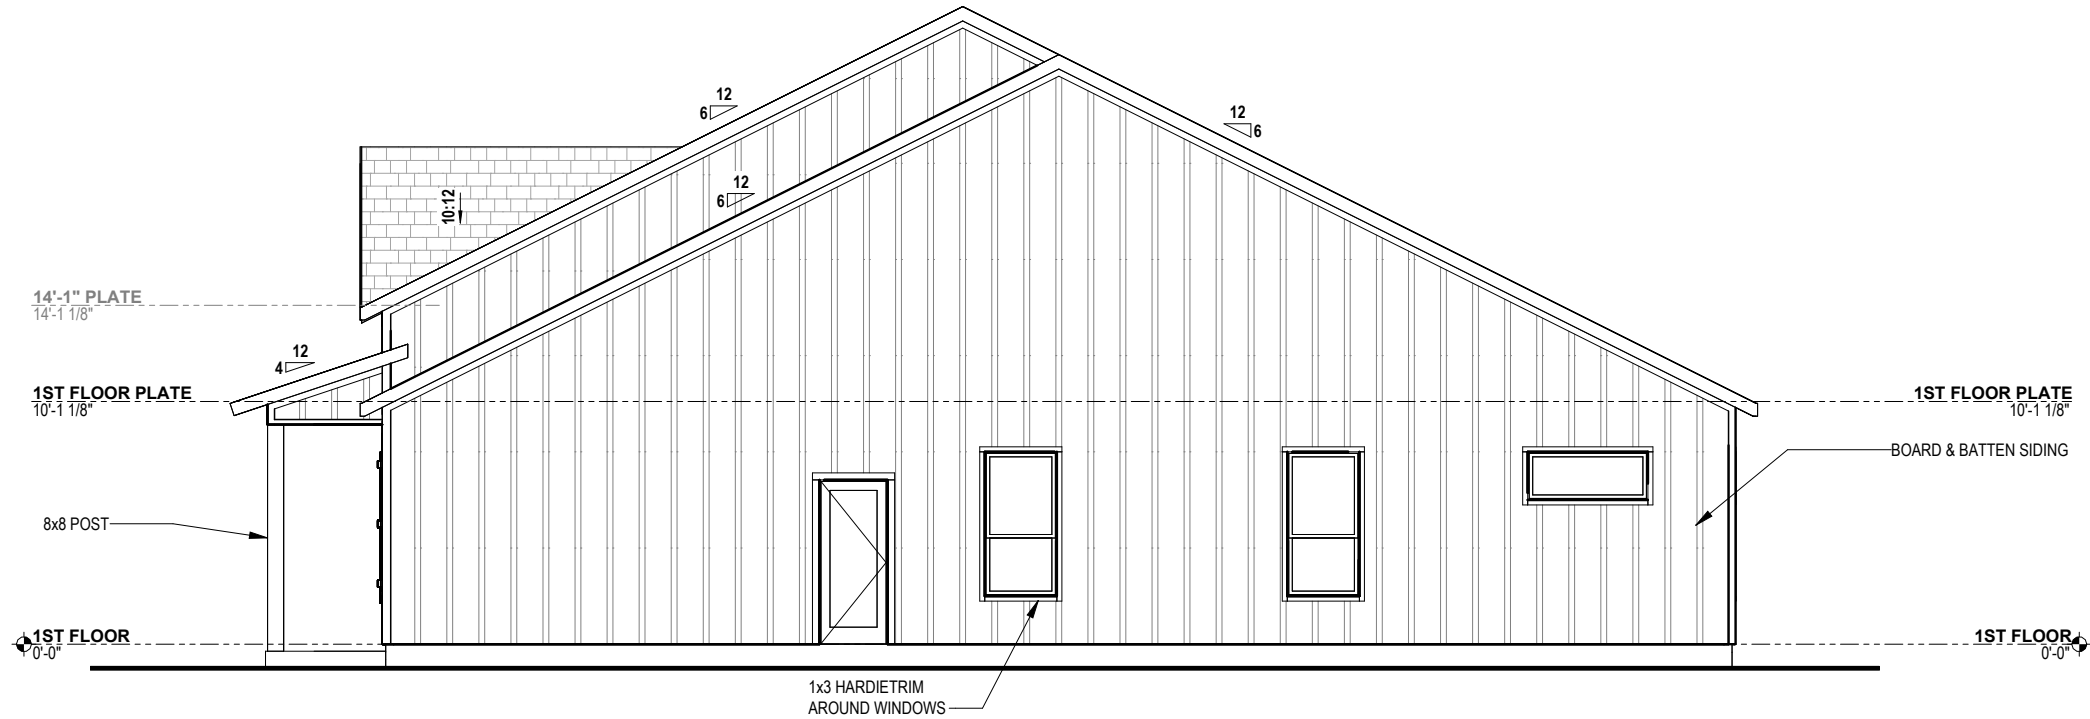 12
6
12
6
12
6
10:12
14'-1" PLATE
14'-1 1/8"
12
4
1ST FLOOR PLATE
10'-1 1/8"
1ST FLOOR PLATE
10'-1 1/8"
BOARD & BATTEN SIDING
8x8 POST
1ST FLOOR
0'-0"
1ST FLOOR
0'-0"
1x3 HARDIETRIM
AROUND WINDOWS